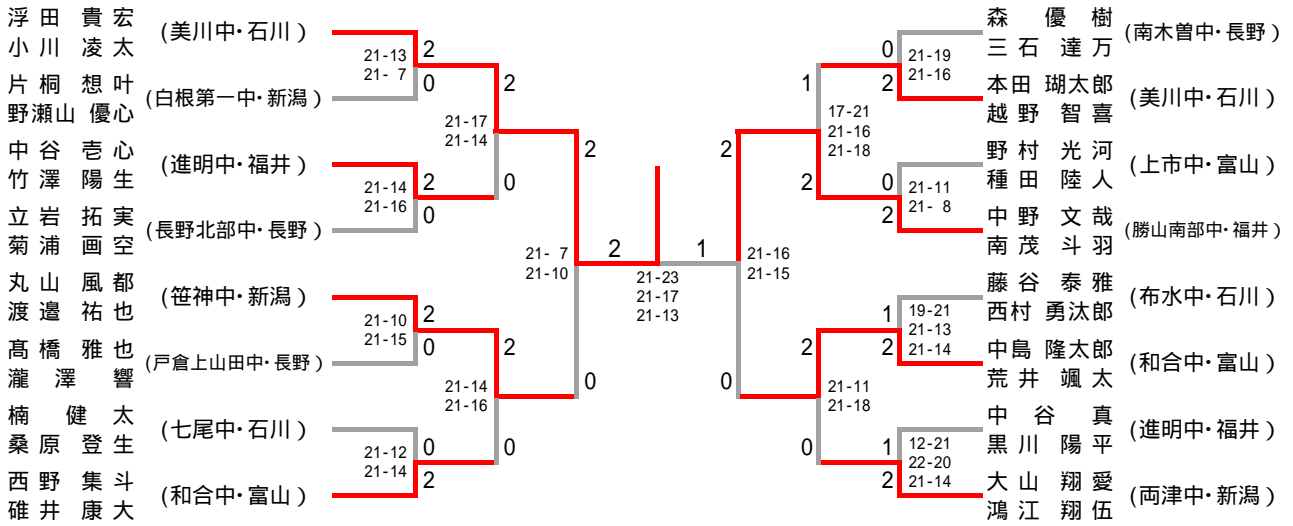 浮田 貴宏
小川 凌太
(美川中・石川)
片桐 想叶
野瀬山 優心
(白根第一中・新潟)
中谷 壱心
竹澤 陽生
(進明中・福井)
立岩 拓実
菊浦 画空
(長野北部中・長野)
丸山 風都
渡邉 祐也
(笹神中・新潟)
髙橋 雅也
瀧澤 響
(戸倉上山田中・長野)
楠 健太
桑原 登生
(七尾中・石川)
西野 集斗
碓井 康大
(和合中・富山)
21-13
21- 7
2
0
21-14
21-16
2
0
21-10
21-15
2
0
21-12
21-14
0
2
21-17
21-14
2
0
21-14
21-16
2
0
21- 7
21-10
2
0
2
1
21-23
21-17
21-13
2
0
21-16
21-15
1
2
17-21
21-16
21-18
2
0
21-11
21-18
0
2
21-19
21-16
0
2
21-11
21- 8
1
2
19-21
21-13
21-14
1
2
12-21
22-20
21-14
森 優樹
三石 達万
(南木曽中・長野)
本田 瑚太郎
越野 智喜
(美川中・石川)
野村 光河
種田 陸人
(上市中・富山)
中野 文哉
南茂 斗羽
(勝山南部中・福井)
藤谷 泰雅
西村 勇汰郎
(布水中・石川)
中島 隆太郎
荒井 颯太
(和合中・富山)
中谷 真
黒川 陽平
(進明中・福井)
大山 翔愛
鴻江 翔伍
(両津中・新潟)